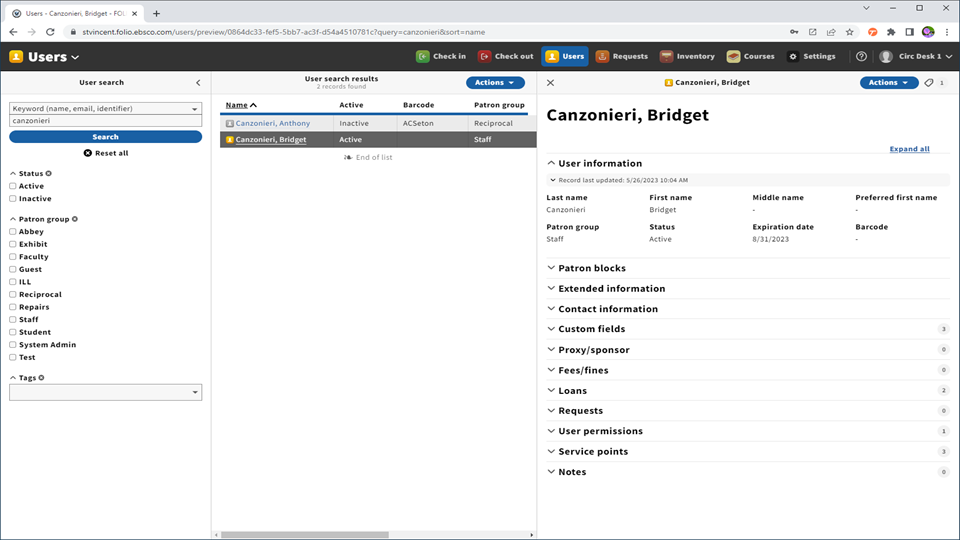 Users - Canzonieri, Bridget - FOL
stvincent.folio.ebsco.com/users/preview/0864dc33-fef5-5bb7-ac3f-d54a4510781c?query=canzonieri&sort=name
Users
Check in
Check out
Users
Requests
Inventory
Courses
Settings
Circ Desk 1
User search
Keyword (name, email, identifier)
canzonieri
Search
Reset all
Status
Active
Inactive
Patron group
Abbey
Exhibit
Faculty
Guest
ILL
Reciprocal
Repairs
Staff
Student
System Admin
Test
Tags
User search results
2 records found
Actions
Name Active Barcode Patron group
Canzonieri, Anthony Inactive ACSeton Reciprocal
Canzonieri, Bridget Active Staff
End of list
Canzonieri, Bridget
Actions
1
Canzonieri, Bridget
Expand all
User information
Record last updated: 5/26/2023 10:04 AM
Last name First name Middle name Preferred first name
Canzonieri Bridget - -
Patron group Status Expiration date Barcode
Staff Active 8/31/2023 -
Patron blocks
Extended information
Contact information
Custom fields 3
Proxy/sponsor 0
Fees/fines 0
Loans 2
Requests 0
User permissions 1
Service points 5
Notes 0